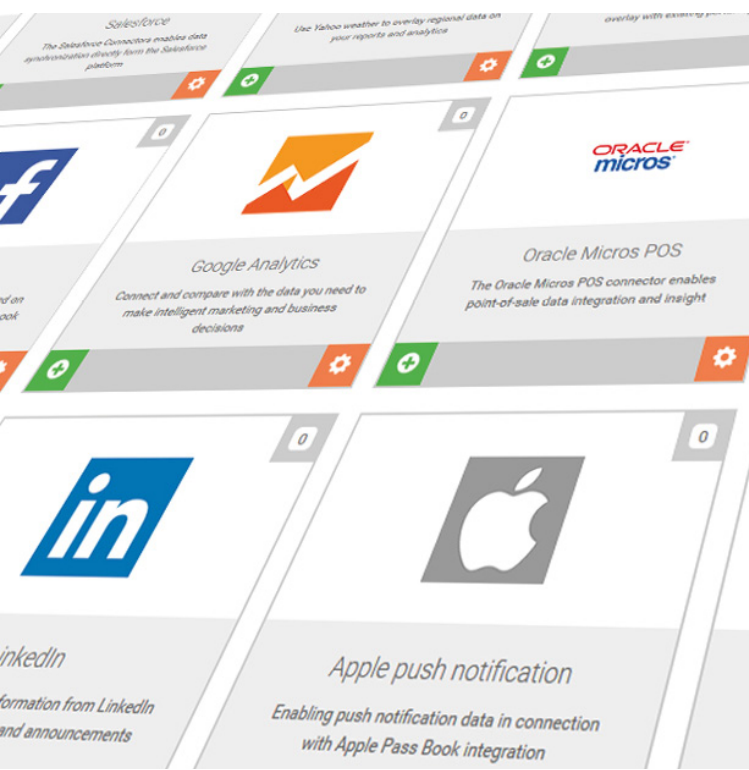 Salesforce
The Salesforce Connectors enables data
synchronization directly form the Salesforce
platform
Use Yahoo weather to overlay regional data on
your reports and analytics
overlay with existing
0
f
0
Google Analytics
Connect and compare with the data you need to
make intelligent marketing and business
decisions
ORACLE
micros
Oracle Micros POS
The Oracle Micros POS connector enables
point-of-sale data integration and insight
on
ook
0
in
inkedIn
formation from LinkedIn
and announcements
0
Apple push notification
Enabling push notification data in connection
with Apple Pass Book integration